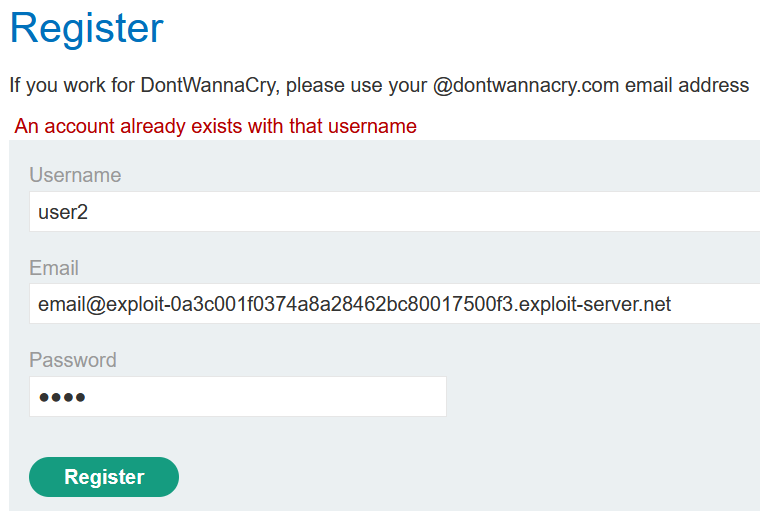 Register
If you work for DontWannaCry, please use your @dontwannacry.com email address
An account already exists with that username
Username
user2
Email
email@exploit-0a3c001f0374a8a28462bc80017500f3.exploit-server.net
Password
●●●●
Register